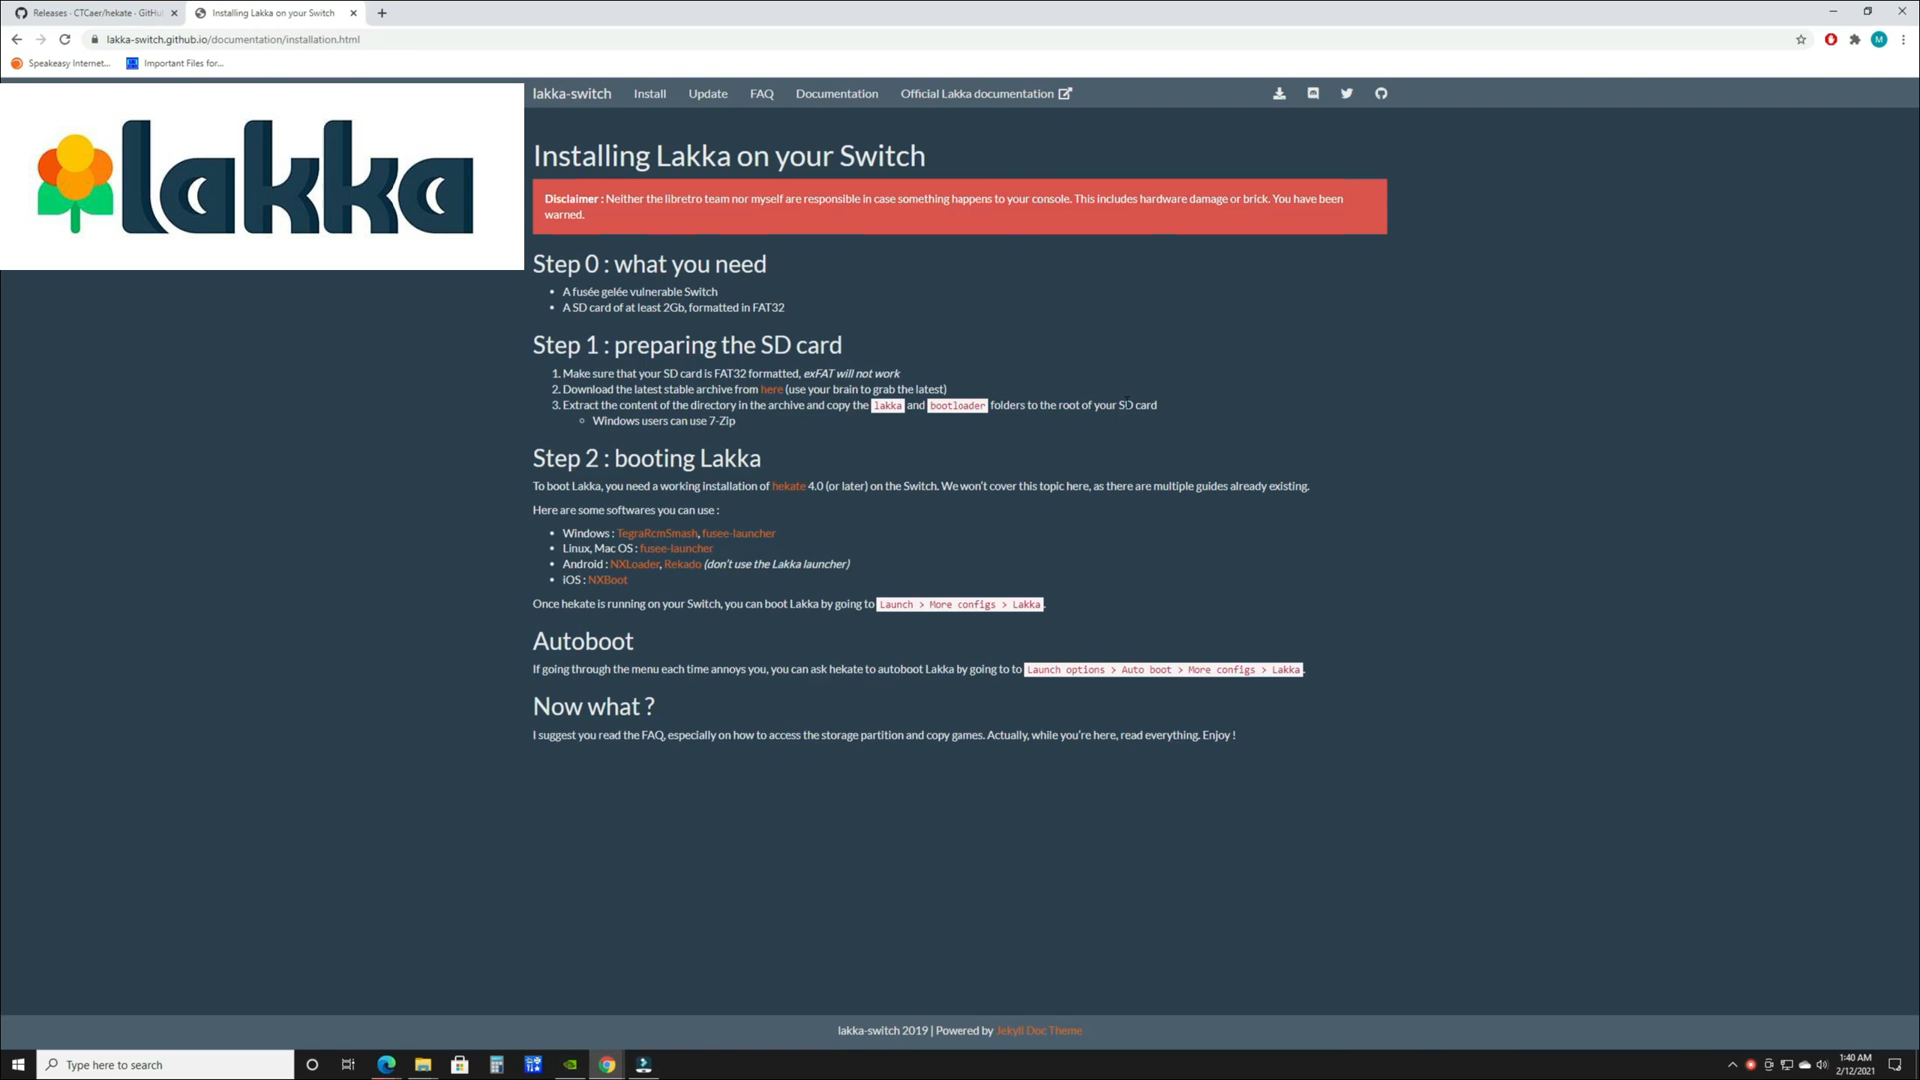 Releases · CTCaer/hekate · GitHu
Installing Lakka on your Switch
lakka-switch.github.io/documentation/installation.html
M
Speakeasy Internet...
Important Files for...
lakka
lakka-switch
Install
Update
FAQ
Documentation
Official Lakka documentation
Installing Lakka on your Switch
Disclaimer : Neither the libretro team nor myself are responsible in case something happens to your console. This includes hardware damage or brick. You have been
warned.
Step 0 : what you need
• A fusée gelée vulnerable Switch
• A SD card of at least 2Gb, formatted in FAT32
Step 1 : preparing the SD card
1. Make sure that your SD card is FAT32 formatted, exFAT will not work
2. Download the latest stable archive from here (use your brain to grab the latest)
3. Extract the content of the directory in the archive and copy the lakka and bootloader folders to the root of your SD card
Windows users can use 7-Zip
Step 2 : booting Lakka
To boot Lakka, you need a working installation of hekate 4.0 (or later) on the Switch. We won't cover this topic here, as there are multiple guides already existing.
Here are some softwares you can use :
• Windows : TegraRcmSmash, fusee-launcher
• Linux, Mac OS : fusee-launcher
• Android : NXLoader, Rekado (don't use the Lakka launcher)
• iOS : NXBoot
Once hekate is running on your Switch, you can boot Lakka by going to Launch > More configs > Lakka.
Autoboot
If going through the menu each time annoys you, you can ask hekate to autoboot Lakka by going to to Launch options > Auto boot > More configs > Lakka.
Now what ?
I suggest you read the FAQ, especially on how to access the storage partition and copy games. Actually, while you're here, read everything. Enjoy !
lakka-switch 2019 | Powered by Jekyll Doc Theme
Type here to search
1:40 AM
2/12/2021